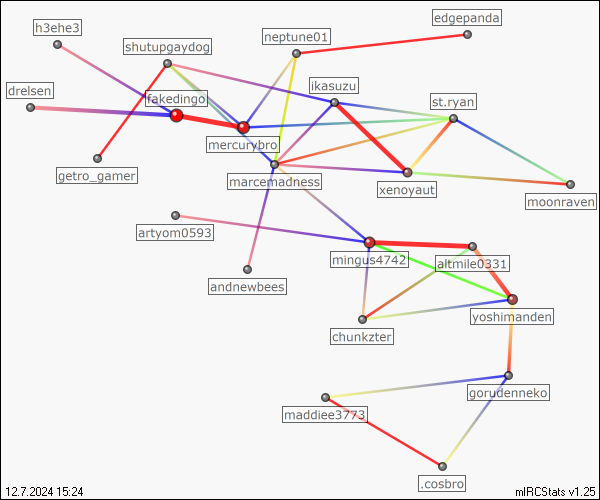 edgepanda
h3ehe3
neptune01
shutupgaydog
ikasuzu
drelsen
fakedingo
st.ryan
mercurybro
getro_gamer
marcemadness
xenoyaut
moonraven
artyom0593
mingus4742
altmile0331
andnewbees
yoshimanden
chunkzter
gorudenneko
maddiee3773
.cosbro
12.7.2024 15:24
mIRCStats v1.25